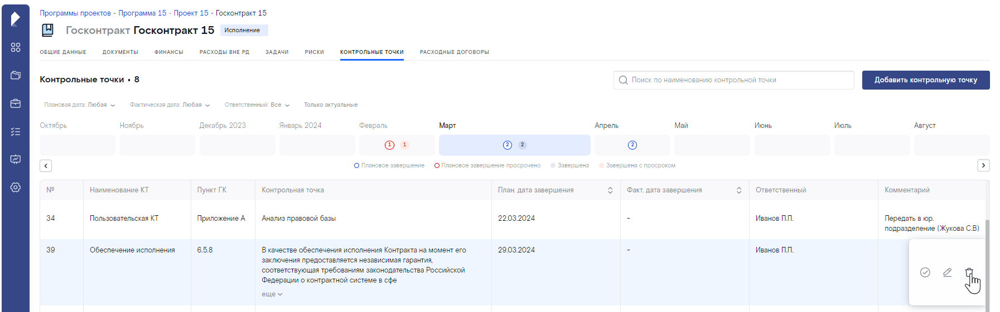 Программы проектов • Программа 15 • Проект 15 • Госконтракт 15
Госконтракт Госконтракт 15 Исполнение
ОБЩИЕ ДАННЫЕ ДОКУМЕНТЫ ФИНАНСЫ РАСХОДЫ ВНЕ РД ЗАДАЧИ РИСКИ КОНТРОЛЬНЫЕ ТОЧКИ РАСХОДНЫЕ ДОГОВОРЫ
Контрольные точки • 8 Поиск по наименованию контрольной точки Добавить контрольную точку
Плановая дата: Любая Фактическая дата: Любая Ответственный: Все Только актуальные
Октябрь Ноябрь Декабрь 2023 Январь 2024 Февраль Март Апрель Май Июнь Июль Август
1 1 2 2 2
Плановое завершение Плановое завершение просрочено Завершена Завершена с просроком
№ Наименование КТ Пункт ГК Контрольная точка План. дата завершения Факт. дата завершения Ответственный Комментарий
34 Пользовательская КТ Приложение А Анализ правовой базы 22.03.2024 – Иванов П.П. Передать в юр.
подразделение (Жукова С.В)
39 Обеспечение исполнения 6.5.8 В качестве обеспечения исполнения Контракта на момент его 29.03.2024 – Иванов П.П.
заключения предоставляется независимая гарантия,
соответствующая требованиям законодательства Российской
Федерации о контрактной системе в сфе
еще